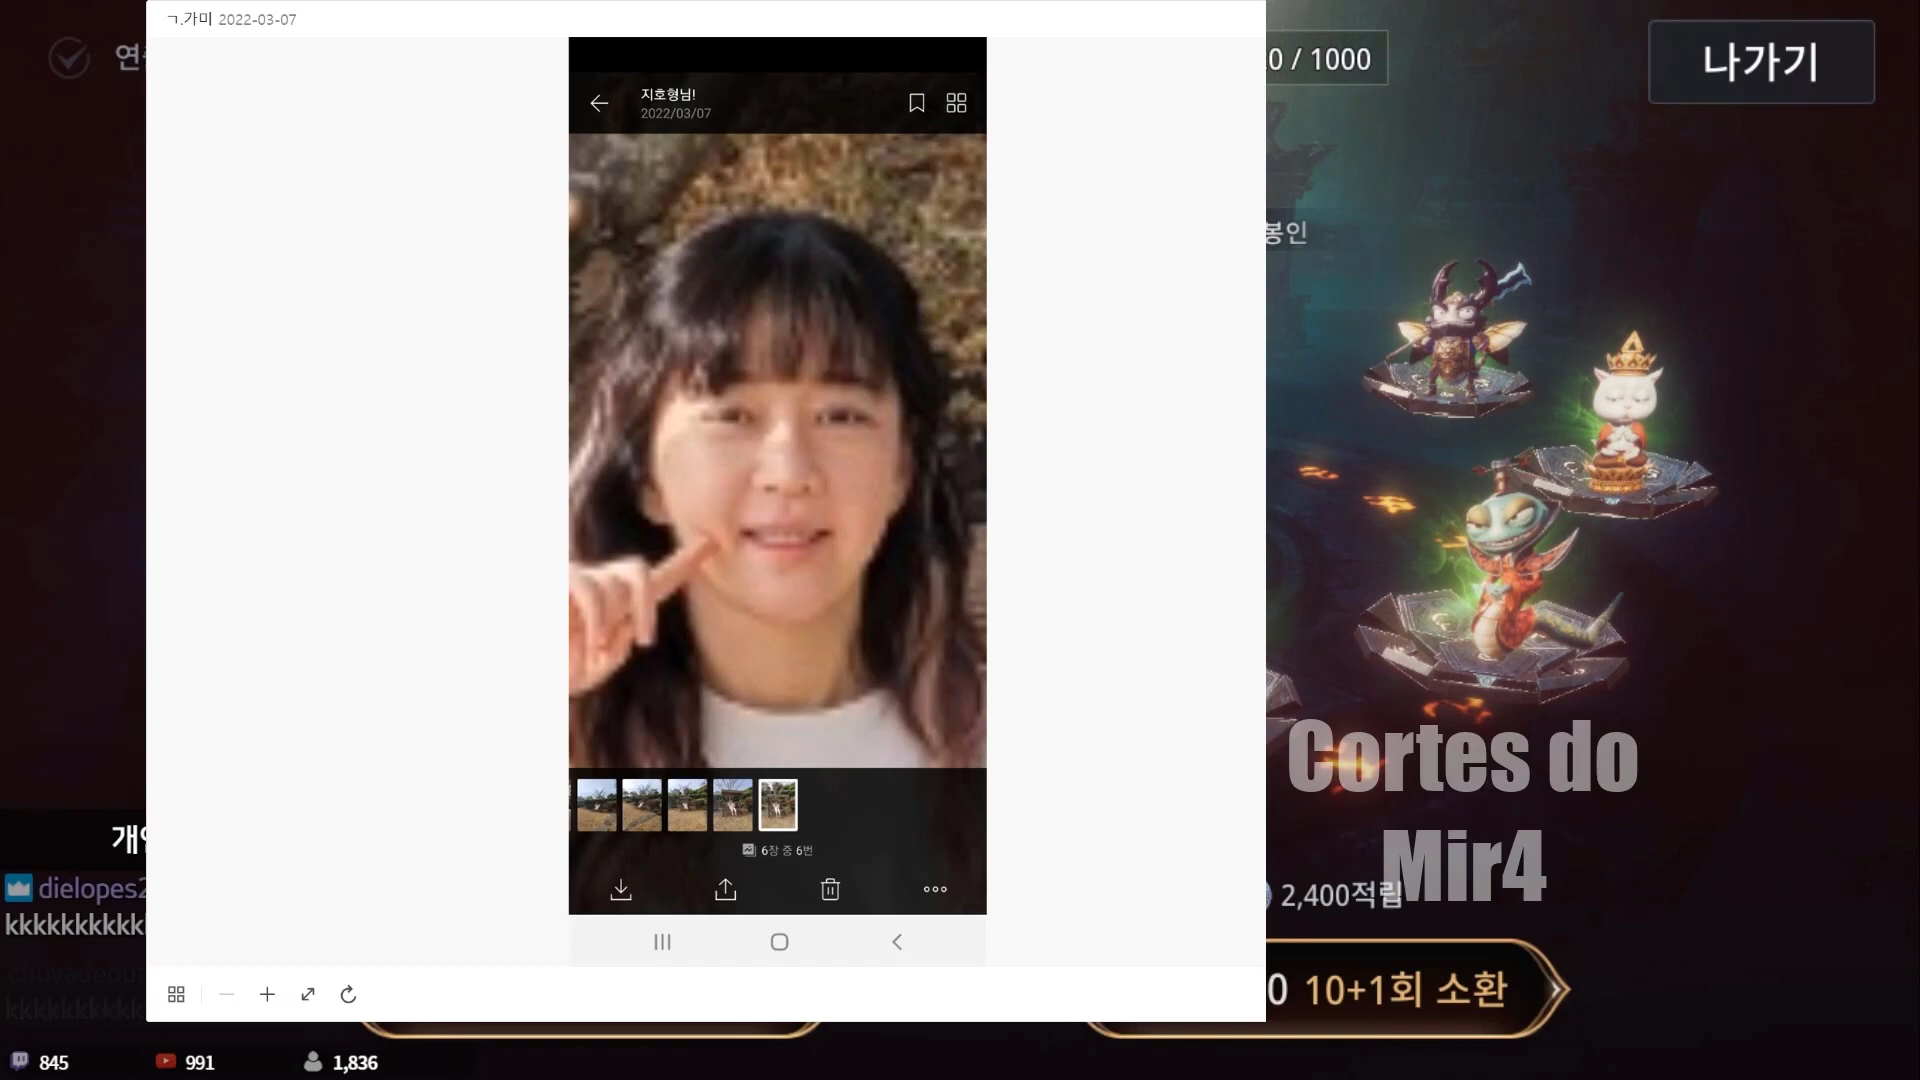 ㄱ.가미 2022-03-07
0 / 1000
나가기
지호형님!
2022/03/07
봉인
Cortes do
Mir4
6장 중 6번
dielopes2
kkkkkkkkkk
2,400적립
0 10+1회 소환
845 991 1,836